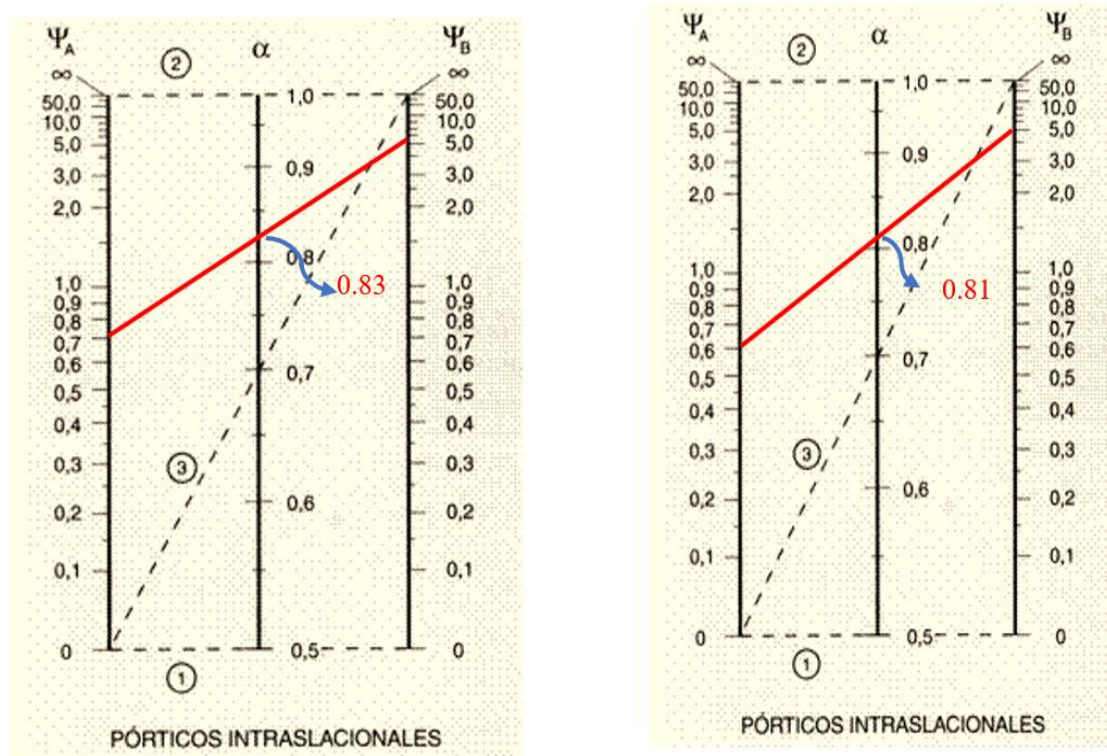 ΨA ② α ΨB
∞ ∞
50,0 1,0 50,0
10,0 10,0
5,0 5,0
0,9
3,0 3,0
2,0 2,0
0,8
1,0 0.83 1,0
0,9 0,9
0,8 0,8
0,7 0,7
0,6 0,7 0,6
0,5 0,5
0,4 0,4
0,3 ③ 0,3
0,6
0,2 0,2
0,1 0,1
0 0,5 0
①
PÓRTICOS INTRASLACIONALES
ΨA ② α ΨB
∞ ∞
50,0 1,0 50,0
10,0 10,0
5,0 5,0
0,9
3,0 3,0
2,0 2,0
0,8
1,0 1,0
0,9 0.81 0,9
0,8 0,8
0,7 0,7
0,6 0,7 0,6
0,5 0,5
0,4 0,4
0,3 ③ 0,3
0,6
0,2 0,2
0,1 0,1
0 0,5 0
①
PÓRTICOS INTRASLACIONALES